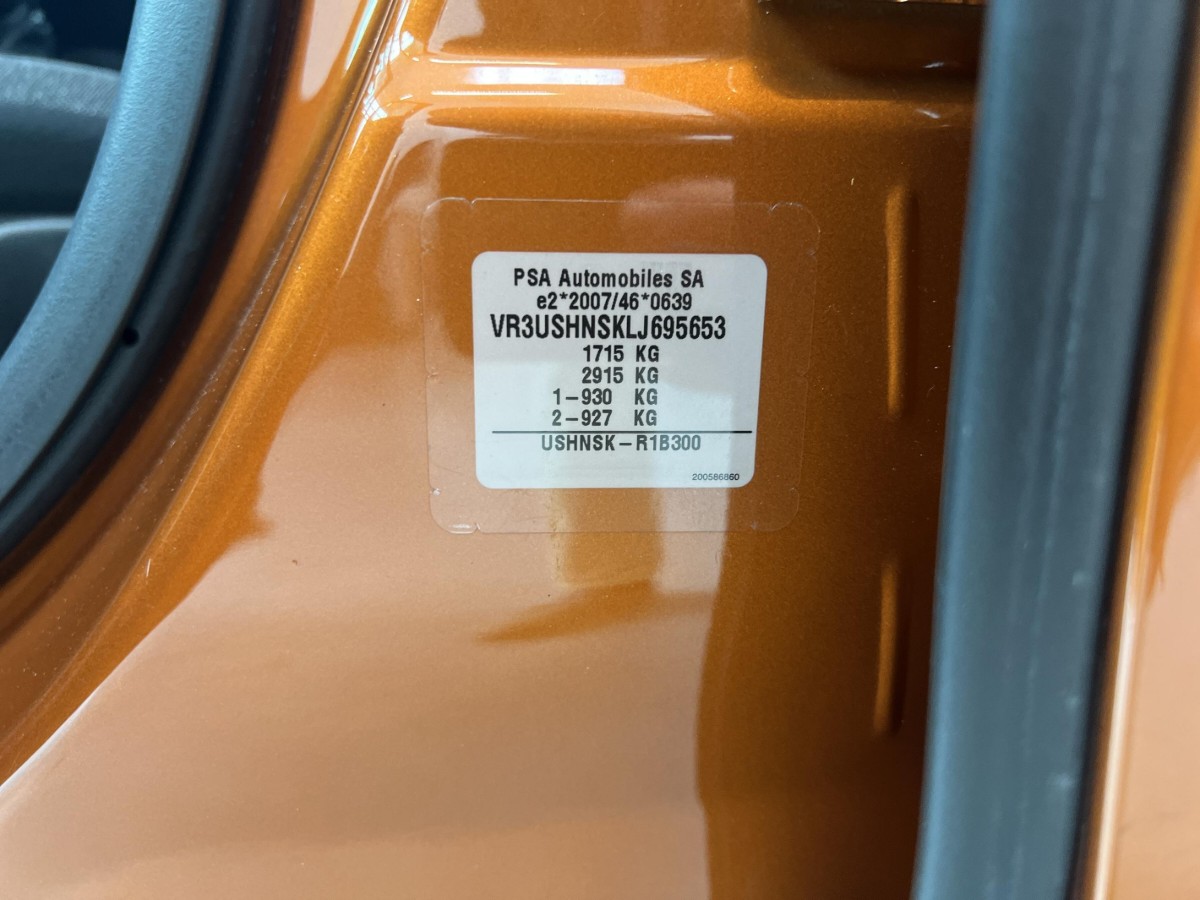 PSA Automobiles SA
e2*2007/46*0639
VR3USHNSKLJ695653
1715 KG
2915 KG
1-930 KG
2-927 KG
USHNSK-R1B300
200586860